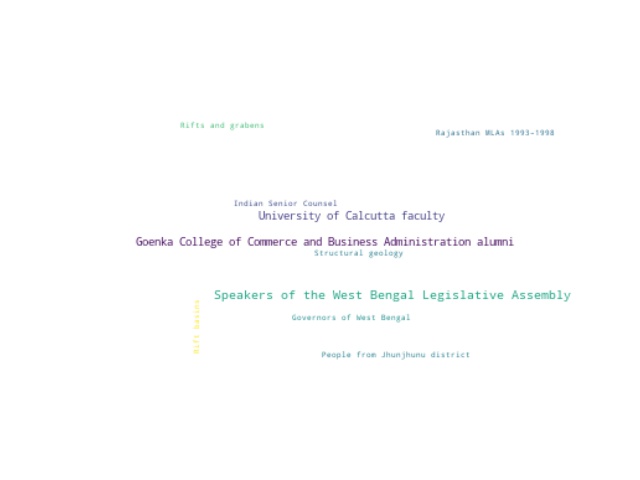 Rifts and grabens
Rajasthan MLAs 1993–1998
Indian Senior Counsel
University of Calcutta faculty
Goenka College of Commerce and Business Administration alumni
Structural geology
Speakers of the West Bengal Legislative Assembly
Rift basins
Governors of West Bengal
People from Jhunjhunu district